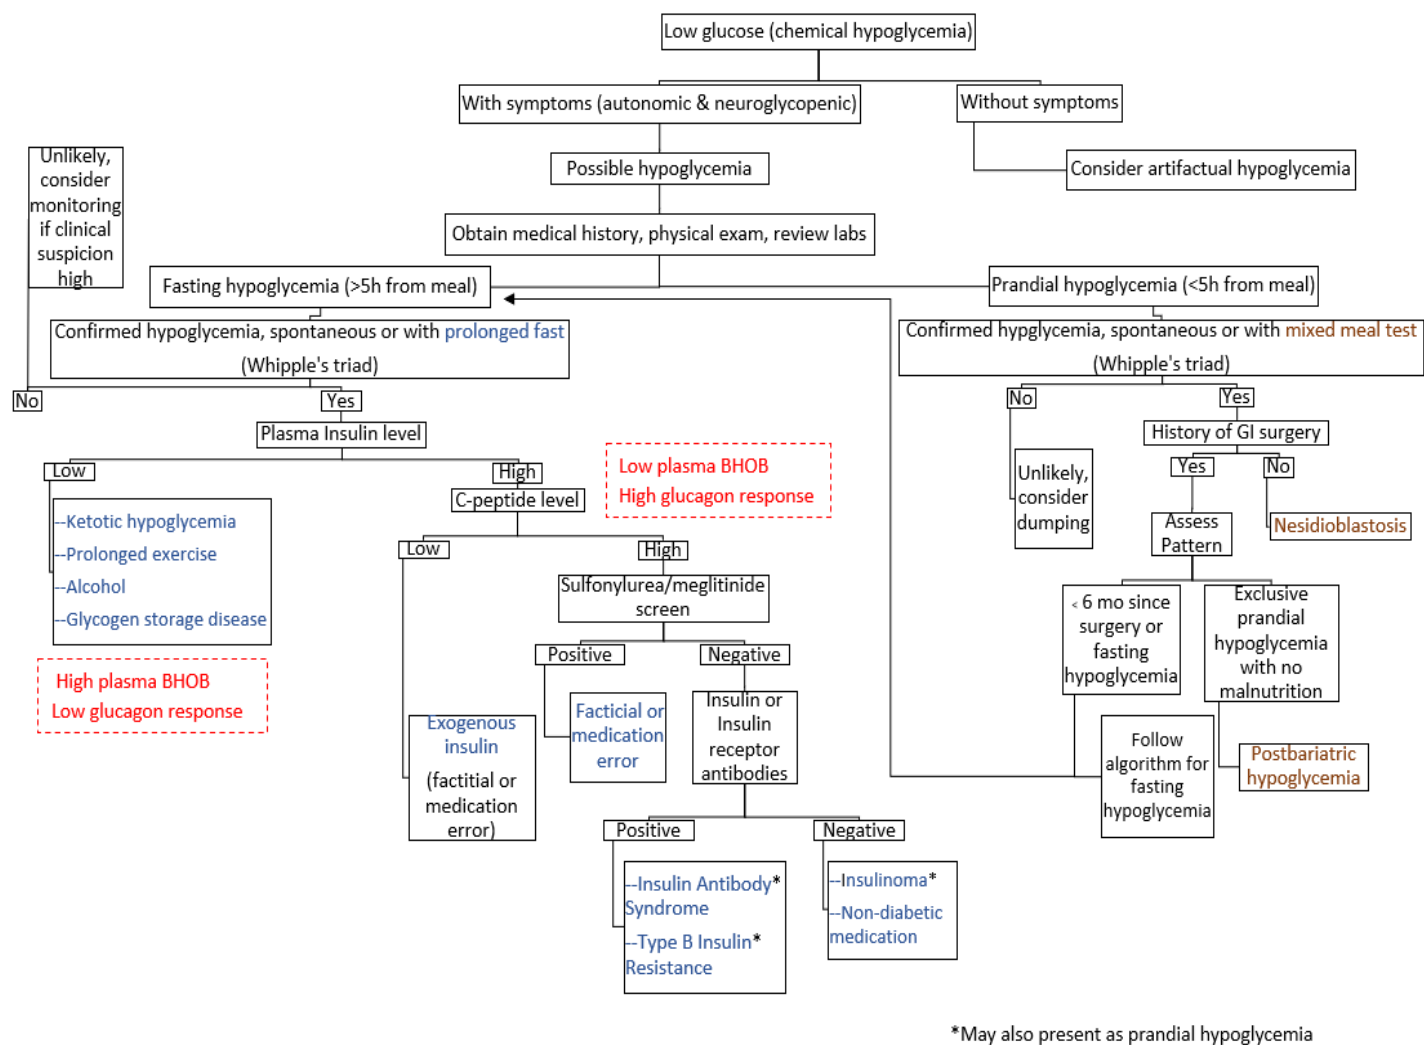 Low glucose (chemical hypoglycemia)
With symptoms (autonomic & neuroglycopenic)
Without symptoms
Possible hypoglycemia
Consider artifactual hypoglycemia
Obtain medical history, physical exam, review labs
Unlikely,
consider
monitoring
if clinical
suspicion
high
Fasting hypoglycemia (>5h from meal)
Prandial hypoglycemia (<5h from meal)
Confirmed hypoglycemia, spontaneous or with prolonged fast
(Whipple's triad)
Confirmed hypglycemia, spontaneous or with mixed meal test
(Whipple's triad)
No
Yes
Plasma Insulin level
Low
High
--Ketotic hypoglycemia
--Prolonged exercise
--Alcohol
--Glycogen storage disease
High plasma BHOB
Low glucagon response
Low plasma BHOB
High glucagon response
C-peptide level
Low
High
Exogenous
insulin
(factitial or
medication
error)
Sulfonylurea/meglitinide
screen
Positive
Negative
Facticial or
medication
error
Insulin or
Insulin
receptor
antibodies
Positive
Negative
--Insulin Antibody*
Syndrome
--Type B Insulin*
Resistance
--Insulinoma*
--Non-diabetic
medication
No
Yes
Unlikely,
consider
dumping
History of GI surgery
Yes
No
Nesidioblastosis
Assess
Pattern
< 6 mo since
surgery or
fasting
hypoglycemia
Exclusive
prandial
hypoglycemia
with no
malnutrition
Follow
algorithm for
fasting
hypoglycemia
Postbariatric
hypoglycemia
*May also present as prandial hypoglycemia